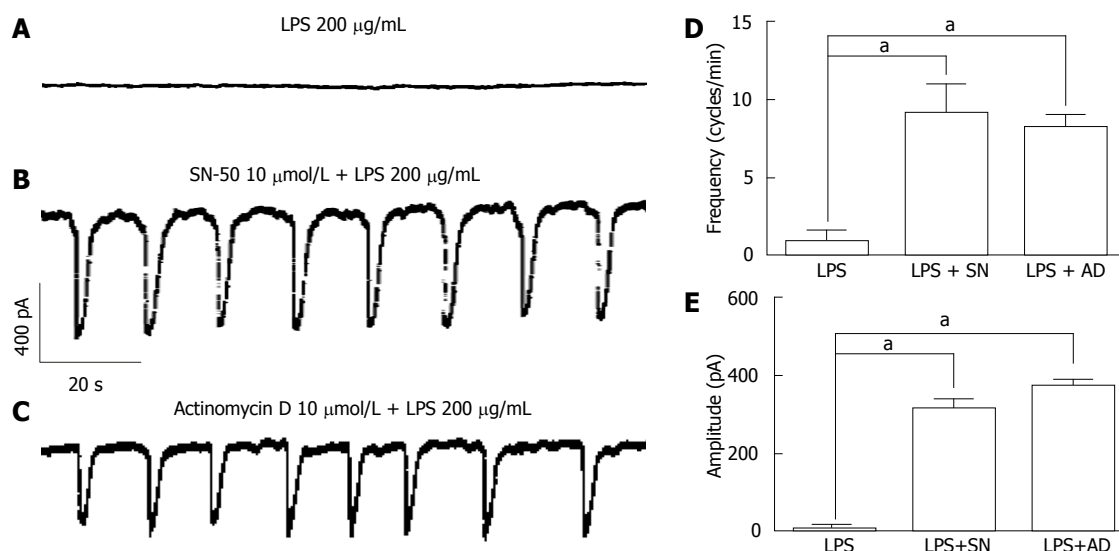 A
LPS 200 μg/mL
B
SN-50 10 μmol/L + LPS 200 μg/mL
400 pA
20 s
C
Actinomycin D 10 μmol/L + LPS 200 μg/mL
D
Frequency (cycles/min)
15
10
5
0
a
a
LPS
LPS + SN
LPS + AD
E
Amplitude (pA)
600
400
200
0
a
a
LPS
LPS+SN
LPS+AD